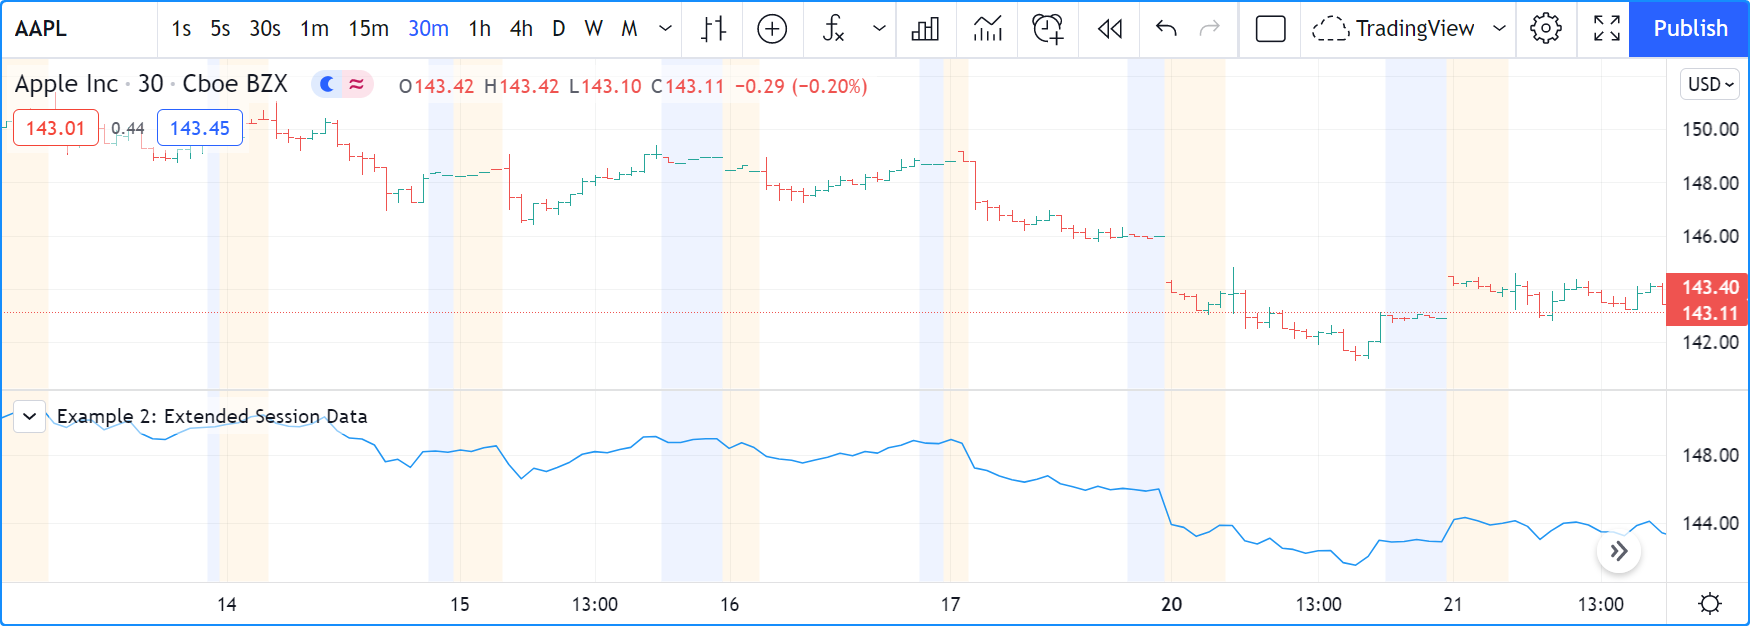 AAPL 1s 5s 30s 1m 15m 30m 1h 4h D W M fx TradingView Publish
Apple Inc · 30 · Cboe BZX O143.42 H143.42 L143.10 C143.11 −0.29 (−0.20%) USD
143.01 0.44 143.45
150.00
148.00
146.00
143.40
143.11
142.00
Example 2: Extended Session Data
148.00
144.00
14 15 13:00 16 17 20 13:00 21 13:00